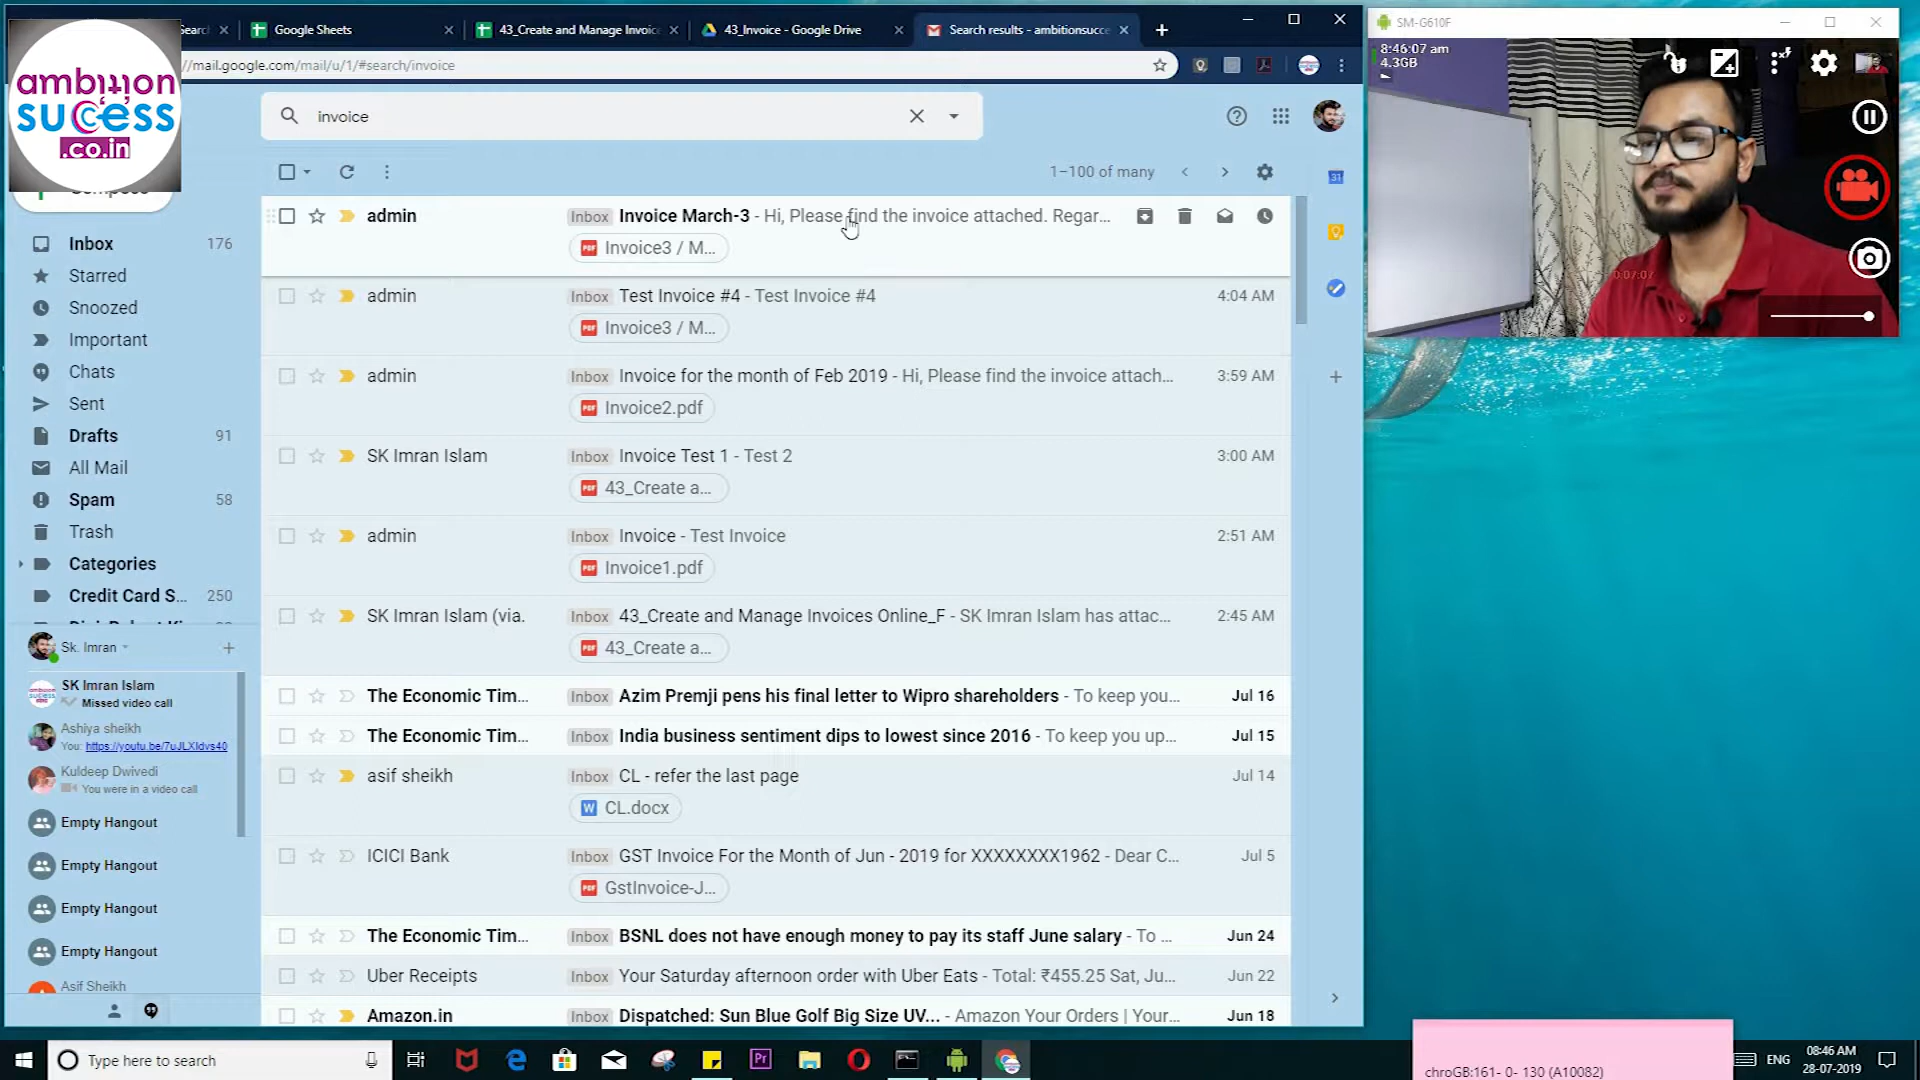 Search
Google Sheets
43_Create and Manage Invoic
43_Invoice - Google Drive
Search results - ambitionsucce
//mail.google.com/mail/u/1/#search/invoice
ambition
sucess
.co.in
invoice
1–100 of many
31
Inbox 176
Starred
Snoozed
Important
Chats
Sent
Drafts 91
All Mail
Spam 58
Trash
Categories
Credit Card S... 250
Sk. Imran
SK Imran Islam
Missed video call
Ashiya sheikh
You: https://youtu.be/7uJLXIdvs40
Kuldeep Dwivedi
You were in a video call
Empty Hangout
Empty Hangout
Empty Hangout
Empty Hangout
Asif Sheikh
admin Inbox Invoice March-3 - Hi, Please find the invoice attached. Regar...
PDF Invoice3 / M...
admin Inbox Test Invoice #4 - Test Invoice #4 4:04 AM
PDF Invoice3 / M...
admin Inbox Invoice for the month of Feb 2019 - Hi, Please find the invoice attach... 3:59 AM
PDF Invoice2.pdf
SK Imran Islam Inbox Invoice Test 1 - Test 2 3:00 AM
PDF 43_Create a...
admin Inbox Invoice - Test Invoice 2:51 AM
PDF Invoice1.pdf
SK Imran Islam (via. Inbox 43_Create and Manage Invoices Online_F - SK Imran Islam has attac... 2:45 AM
PDF 43_Create a...
The Economic Tim... Inbox Azim Premji pens his final letter to Wipro shareholders - To keep you... Jul 16
The Economic Tim... Inbox India business sentiment dips to lowest since 2016 - To keep you up... Jul 15
asif sheikh Inbox CL - refer the last page Jul 14
W CL.docx
ICICI Bank Inbox GST Invoice For the Month of Jun - 2019 for XXXXXXXX1962 - Dear C... Jul 5
PDF GstInvoice-J...
The Economic Tim... Inbox BSNL does not have enough money to pay its staff June salary - To ... Jun 24
Uber Receipts Inbox Your Saturday afternoon order with Uber Eats - Total: ₹455.25 Sat, Ju... Jun 22
Amazon.in Inbox Dispatched: Sun Blue Golf Big Size UV... - Amazon Your Orders | Your... Jun 18
SM-G610F
8:46:07 am
4.3GB
0:07:07
chroGB:161- 0- 130 (A10082)
Type here to search
Pr
ENG
08:46 AM
28-07-2019